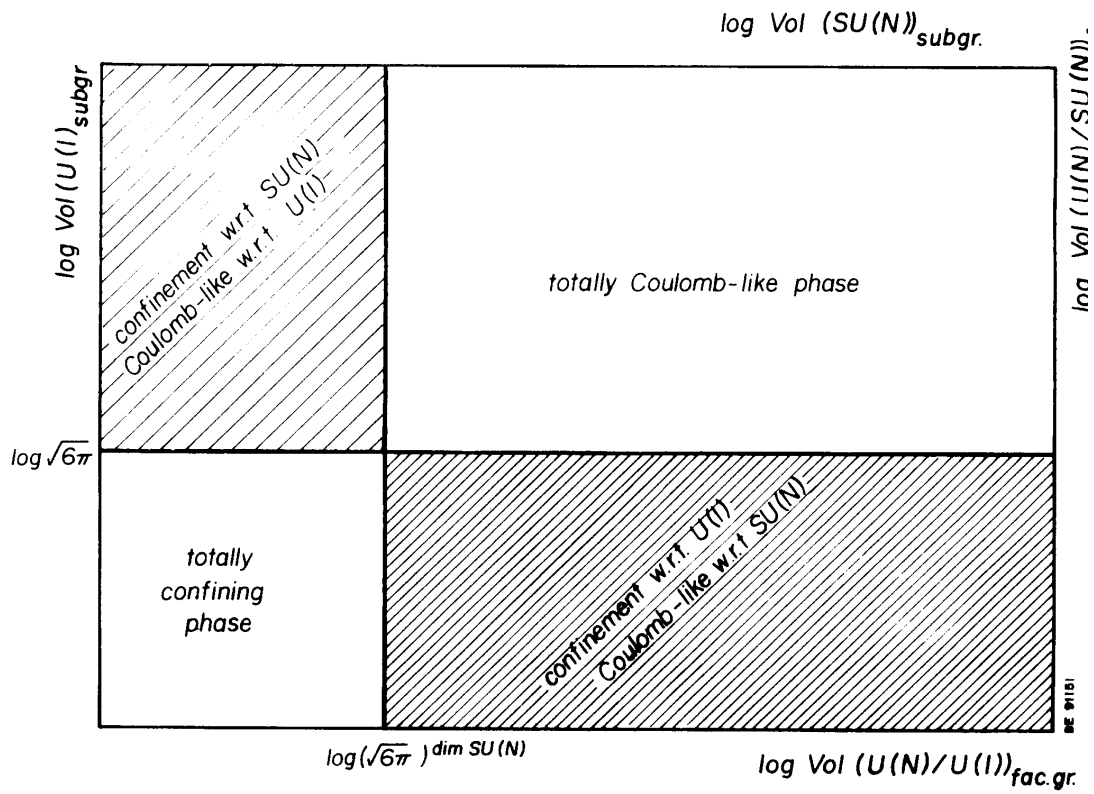 log Vol (SU(N))subgr.
log Vol (U(1)subgr
log Vol (U(N)/SU(N)).
confinement w.r.t SU(N)
Coulomb-like w.r.t. U(1)
totally Coulomb-like phase
log √6π
totally
confining
phase
confinement w.r.t. U(1)
Coulomb-like w.r.t SU(N)
log(√6π)dim SU(N)
log Vol (U(N)/U(1))fac.gr.